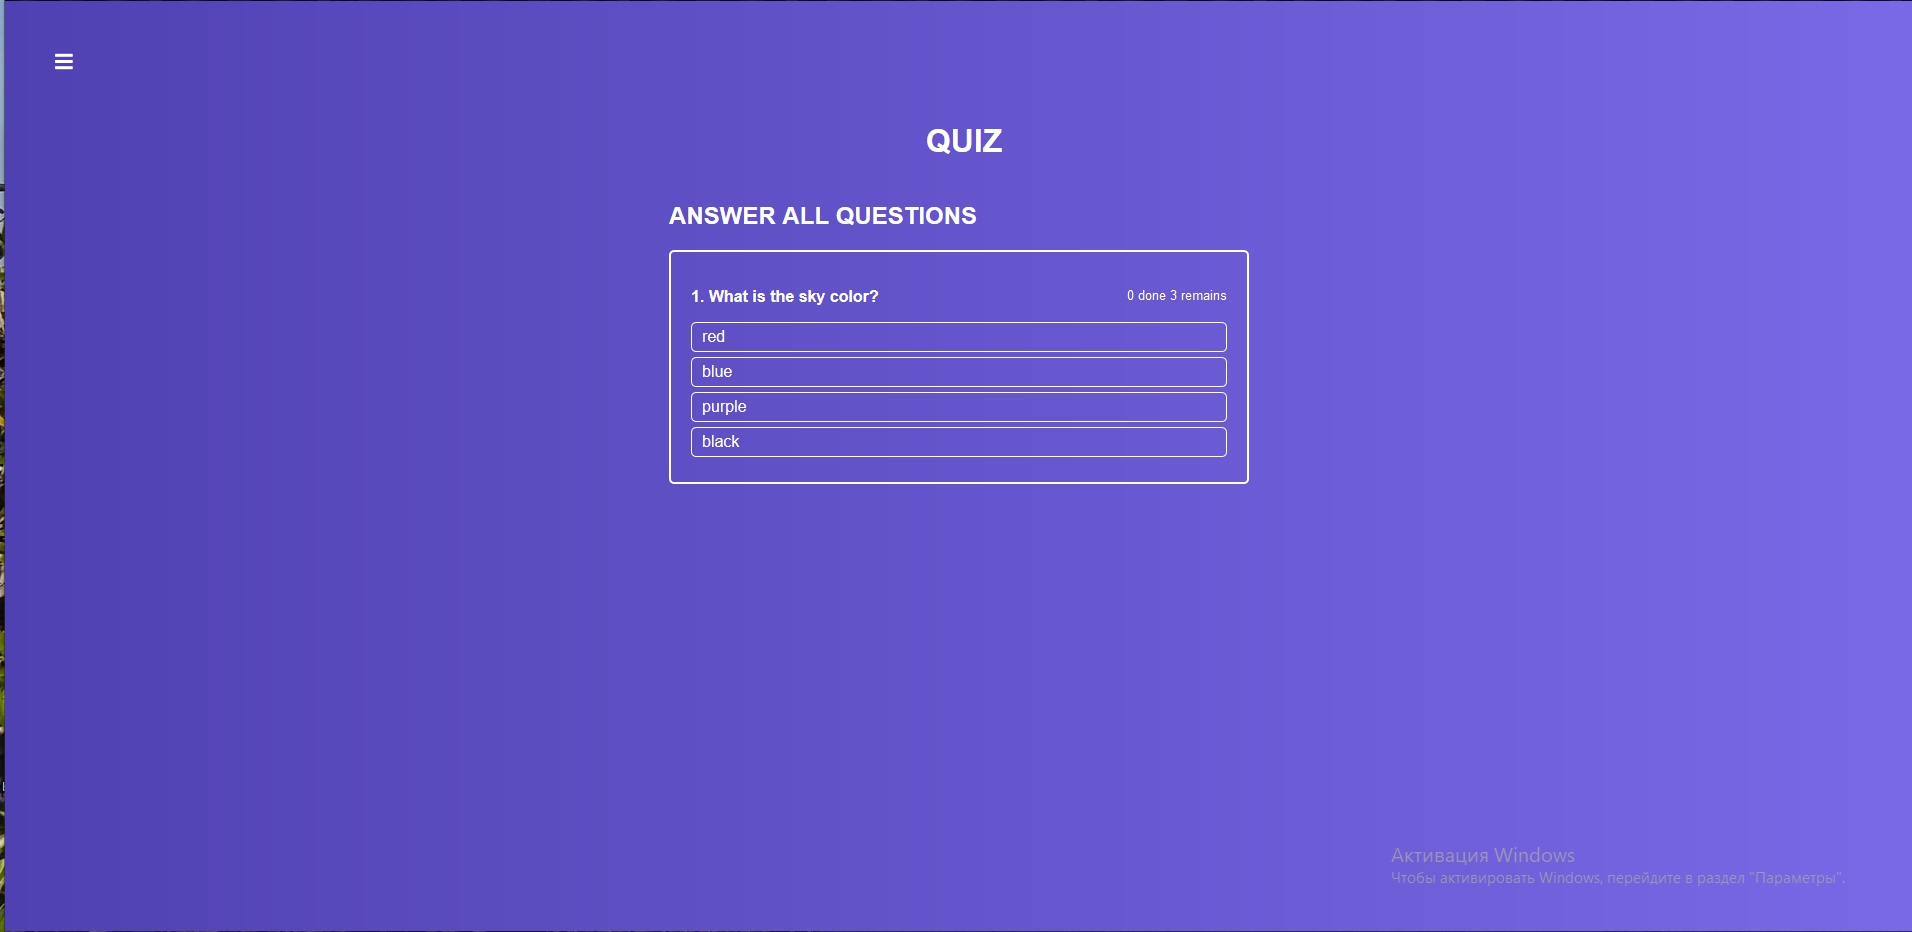 QUIZ
ANSWER ALL QUESTIONS
1. What is the sky color?
0 done 3 remains
red
blue
purple
black
Активация Windows
Чтобы активировать Windows, перейдите в раздел "Параметры".